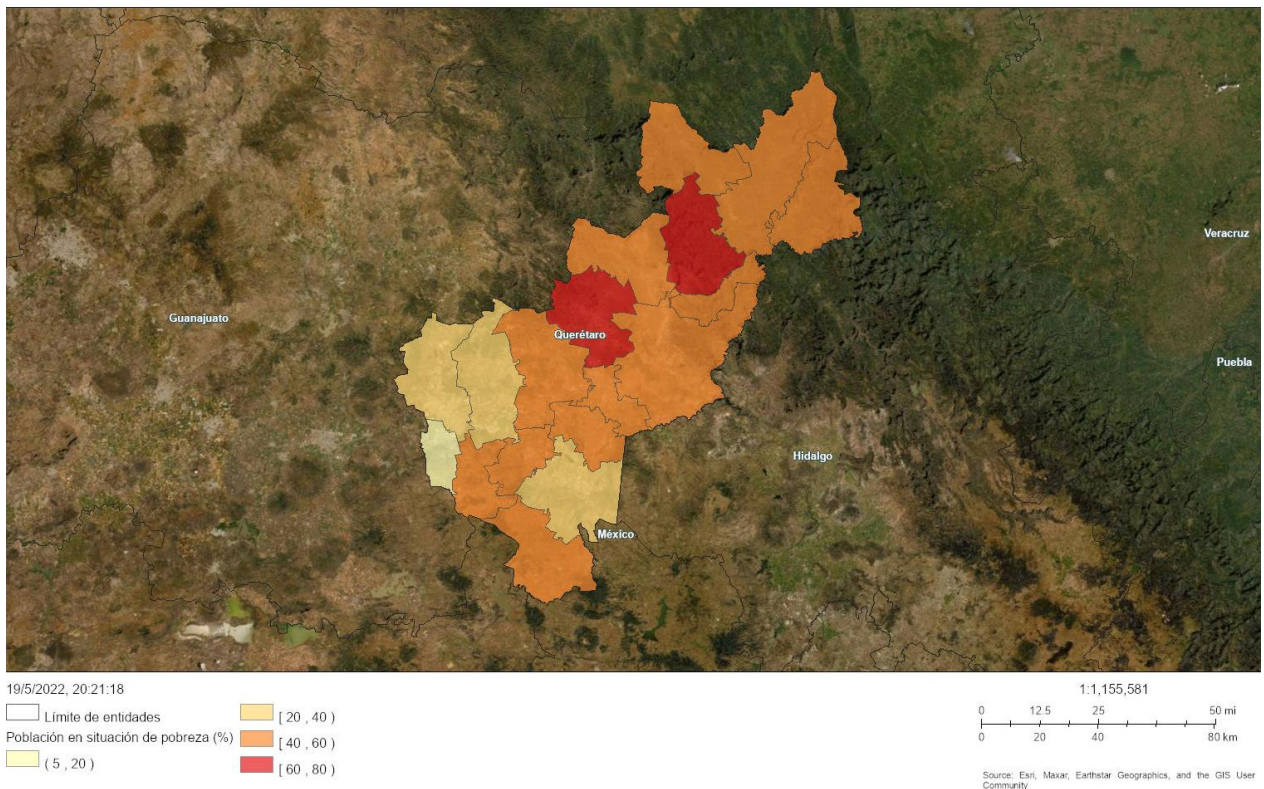 Veracruz
Guanajuato
Querétaro
Puebla
Hidalgo
México
19/5/2022, 20:21:18
Límite de entidades
Población en situación de pobreza (%)
( 5 , 20 )
[ 20 , 40 )
[ 40 , 60 )
[ 60 , 80 )
1:1,155,581
0 12.5 25 50 mi
0 20 40 80 km
Source: Esri, Maxar, Earthstar Geographics, and the GIS User
Community